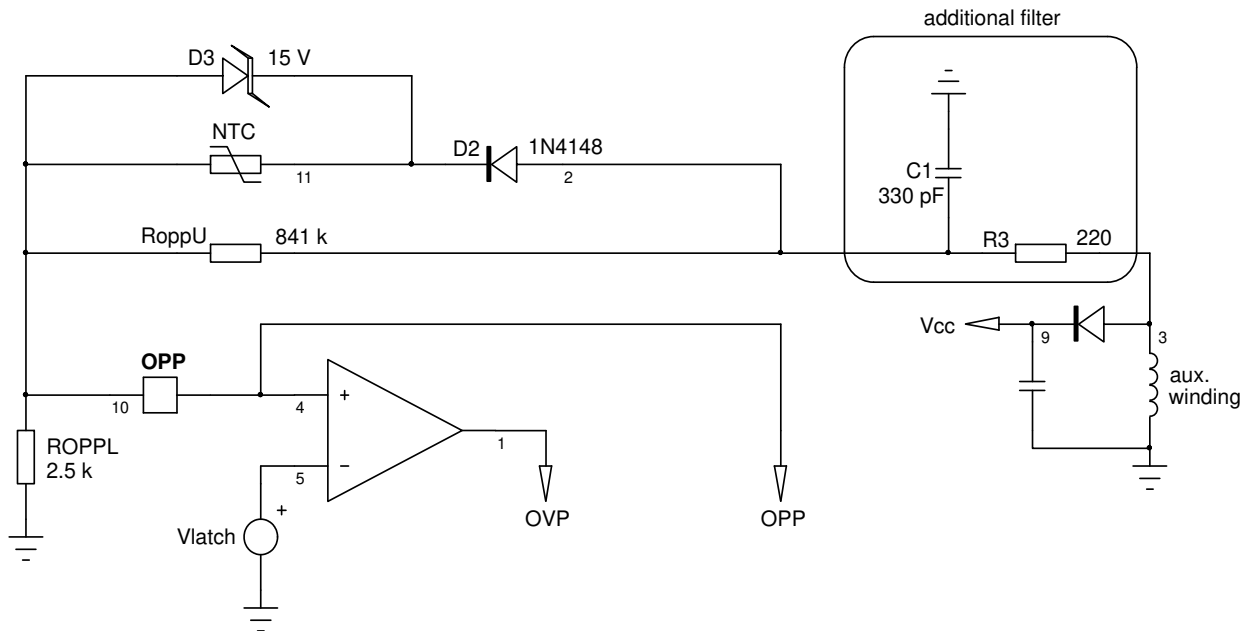 additional filter
D3
15 V
NTC
11
D2
1N4148
2
C1
330 pF
RoppU
841 k
R3
220
Vcc
9
3
aux.
winding
OPP
10
4
+
ROPPL
2.5 k
1
5
−
+
Vlatch
OVP
OPP